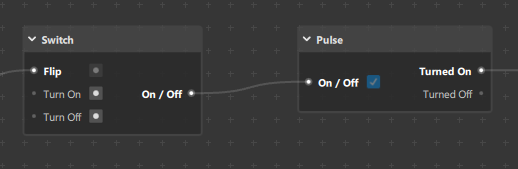 Switch
Flip
Turn On
On / Off
Turn Off
Pulse
Turned On
On / Off
Turned Off